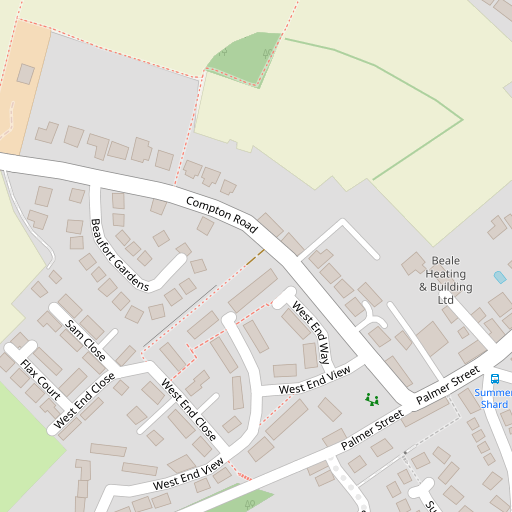 Compton Road
Beaufort Gardens
Beale
Heating
& Building
Ltd
Sam Close
West End Way
Flax Court
West End Close
West End View
West End Close
Palmer Street
Summer
Shard
Palmer Street
West End View
Su